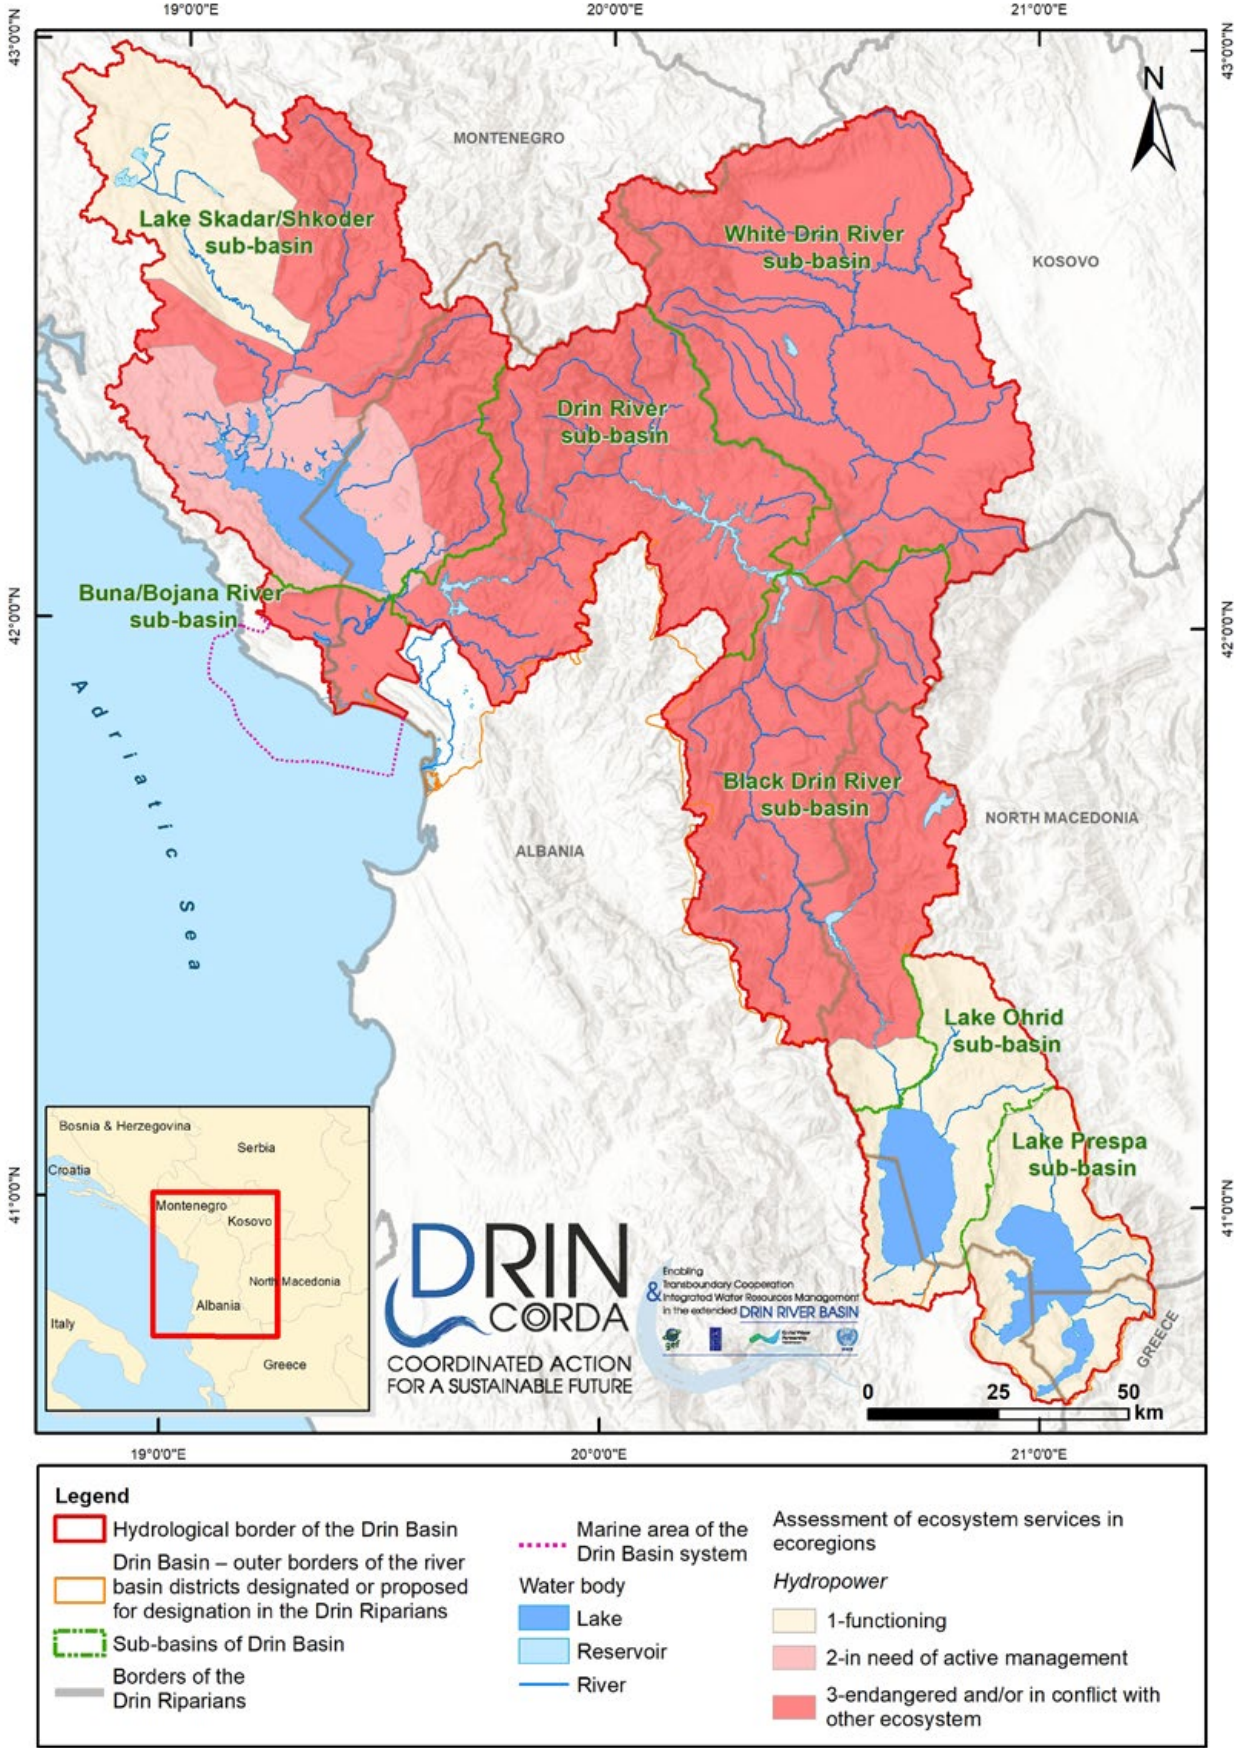 19°0'0"E
20°0'0"E
21°0'0"E
43°0'0"N
43°0'0"N
N
MONTENEGRO
Lake Skadar/Shkoder
sub-basin
White Drin River
sub-basin
KOSOVO
Drin River
sub-basin
Buna/Bojana River
sub-basin
42°0'0"N
42°0'0"N
Adriatic Sea
Black Drin River
sub-basin
NORTH MACEDONIA
ALBANIA
Lake Ohrid
sub-basin
Lake Prespa
sub-basin
41°0'0"N
41°0'0"N
GREECE
Bosnia & Herzegovina
Serbia
Croatia
Montenegro
Kosovo
North Macedonia
Albania
Italy
Greece
DRIN
CORDA
COORDINATED ACTION
FOR A SUSTAINABLE FUTURE
Enabling
Transboundary Cooperation
& Integrated Water Resources Management
in the extended DRIN RIVER BASIN
gef
0 25 50
km
19°0'0"E
20°0'0"E
21°0'0"E
Legend
Hydrological border of the Drin Basin
Drin Basin – outer borders of the river
basin districts designated or proposed
for designation in the Drin Riparians
Sub-basins of Drin Basin
Borders of the
Drin Riparians
Marine area of the
Drin Basin system
Water body
Lake
Reservoir
River
Assessment of ecosystem services in
ecoregions
Hydropower
1-functioning
2-in need of active management
3-endangered and/or in conflict with
other ecosystem